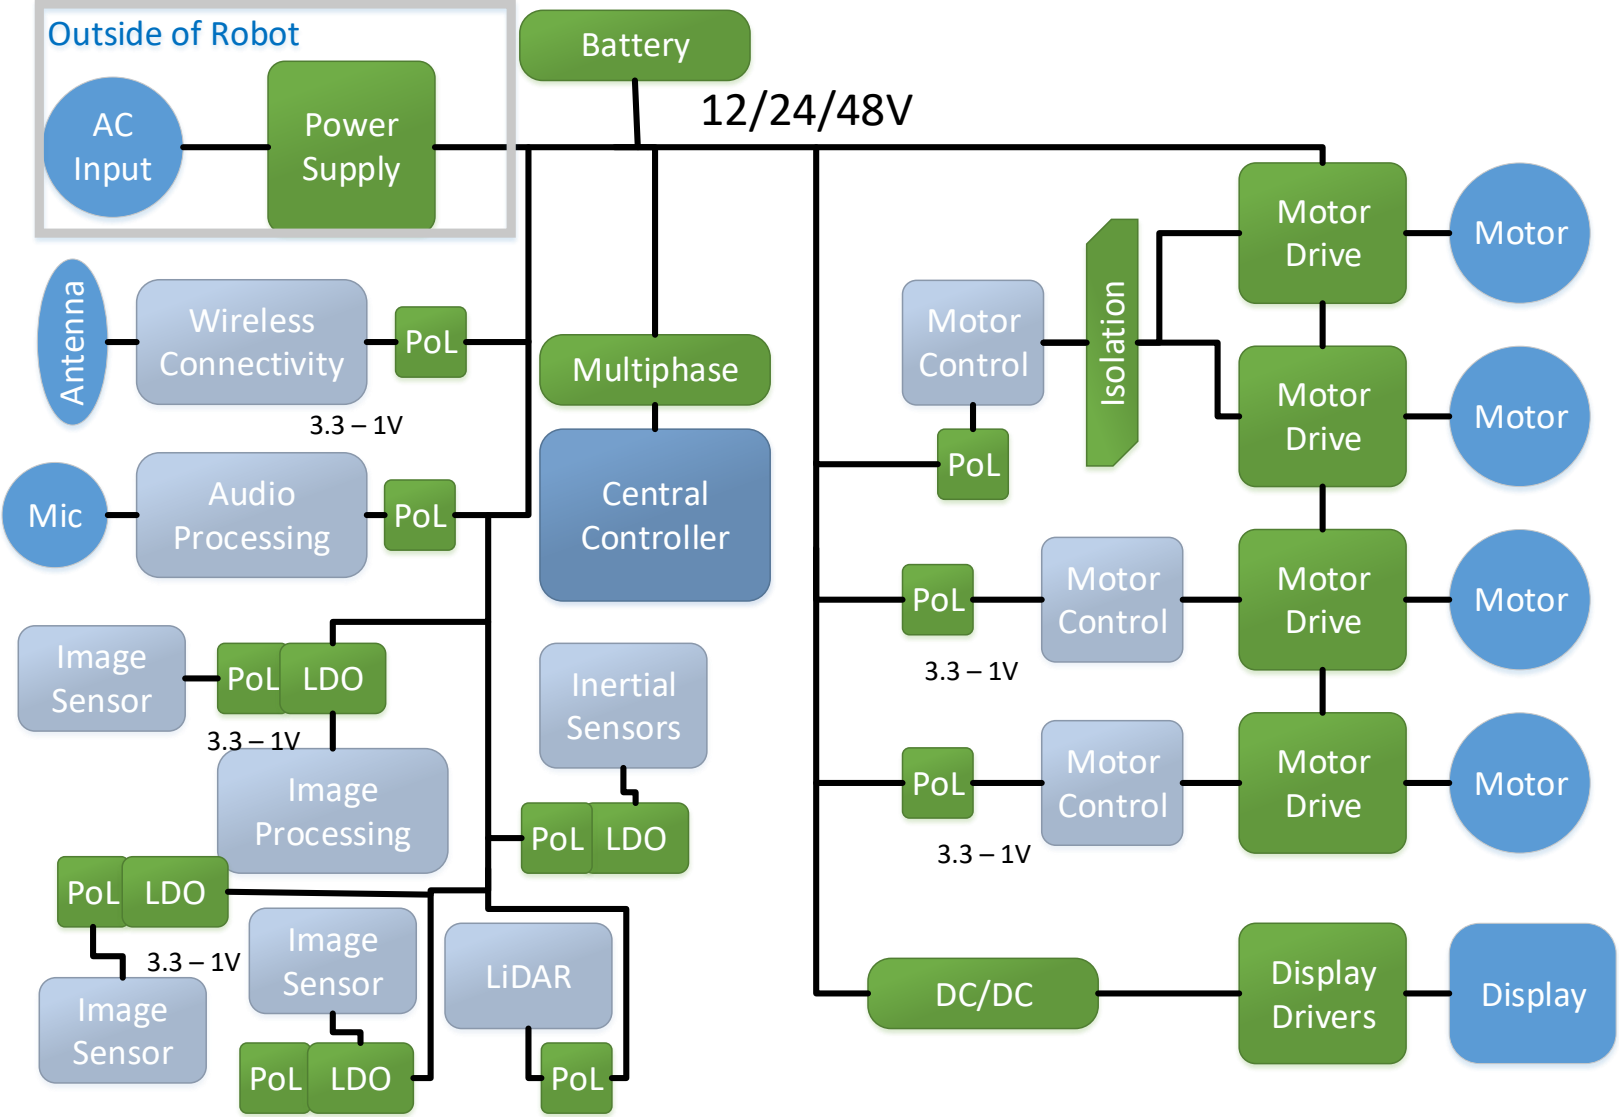 Outside of Robot
AC
Input
Power
Supply
Battery
12/24/48V
Antenna
Wireless
Connectivity
PoL
3.3 – 1V
Mic
Audio
Processing
PoL
Multiphase
Central
Controller
Image
Sensor
PoL
LDO
3.3 – 1V
Image
Processing
Inertial
Sensors
PoL
LDO
PoL
LDO
3.3 – 1V
Image
Sensor
Image
Sensor
PoL
LDO
LiDAR
PoL
Motor
Control
PoL
Isolation
Motor
Drive
Motor
Motor
Drive
Motor
PoL
3.3 – 1V
Motor
Control
Motor
Drive
Motor
PoL
3.3 – 1V
Motor
Control
Motor
Drive
Motor
DC/DC
Display
Drivers
Display